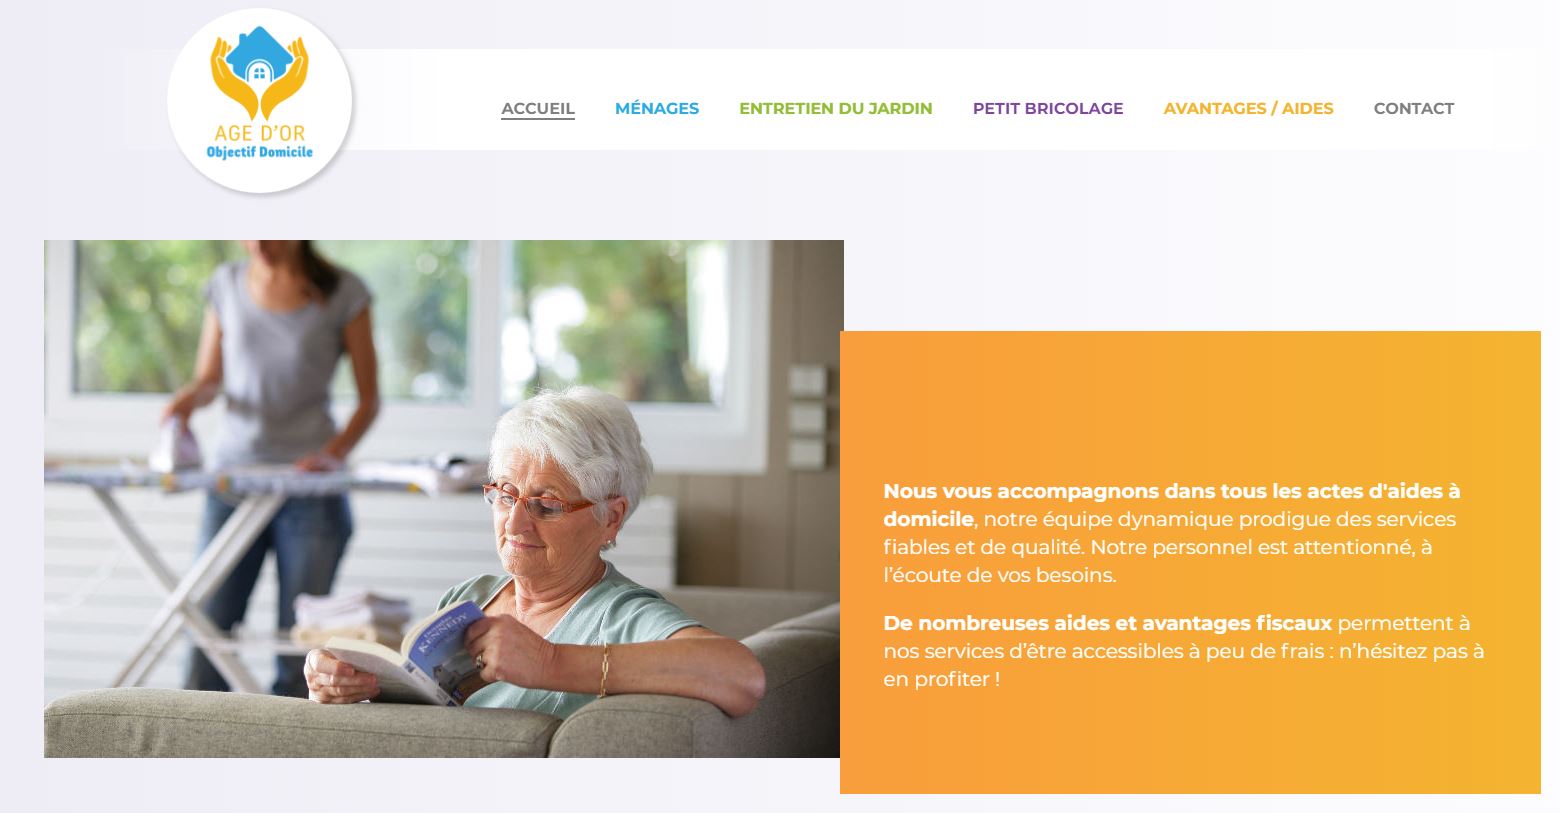 AGE D'OR
Objectif Domicile
ACCUEIL
MÉNAGES
ENTRETIEN DU JARDIN
PETIT BRICOLAGE
AVANTAGES / AIDES
CONTACT
KENNEDY
Nous vous accompagnons dans tous les actes d'aides à
domicile, notre équipe dynamique prodigue des services
fiables et de qualité. Notre personnel est attentionné, à
l'écoute de vos besoins.
De nombreuses aides et avantages fiscaux permettent à
nos services d’être accessibles à peu de frais : n’hésitez pas à
en profiter !